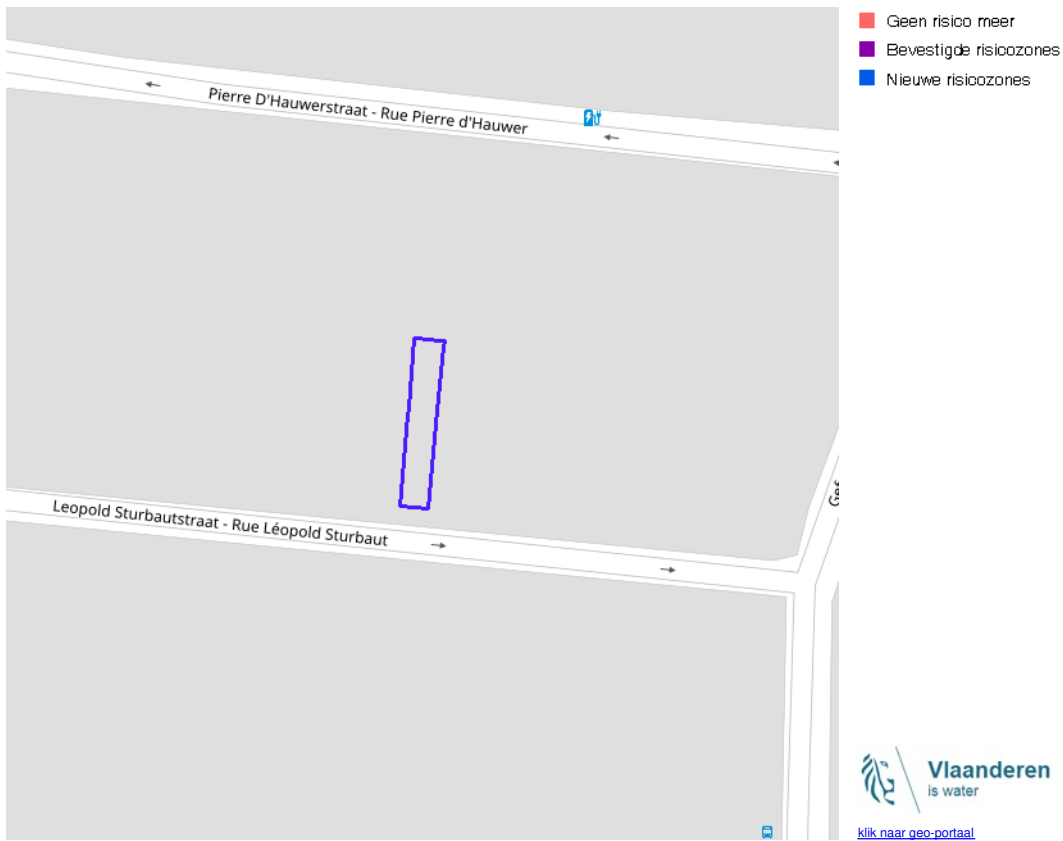 Geen risico meer
Bevestigde risicozones
Nieuwe risicozones
Pierre D'Hauwerstraat - Rue Pierre d'Hauwer
Leopold Sturbautstraat - Rue Léopold Sturbaut
Vlaanderen
is water
klik naar geo-portaal